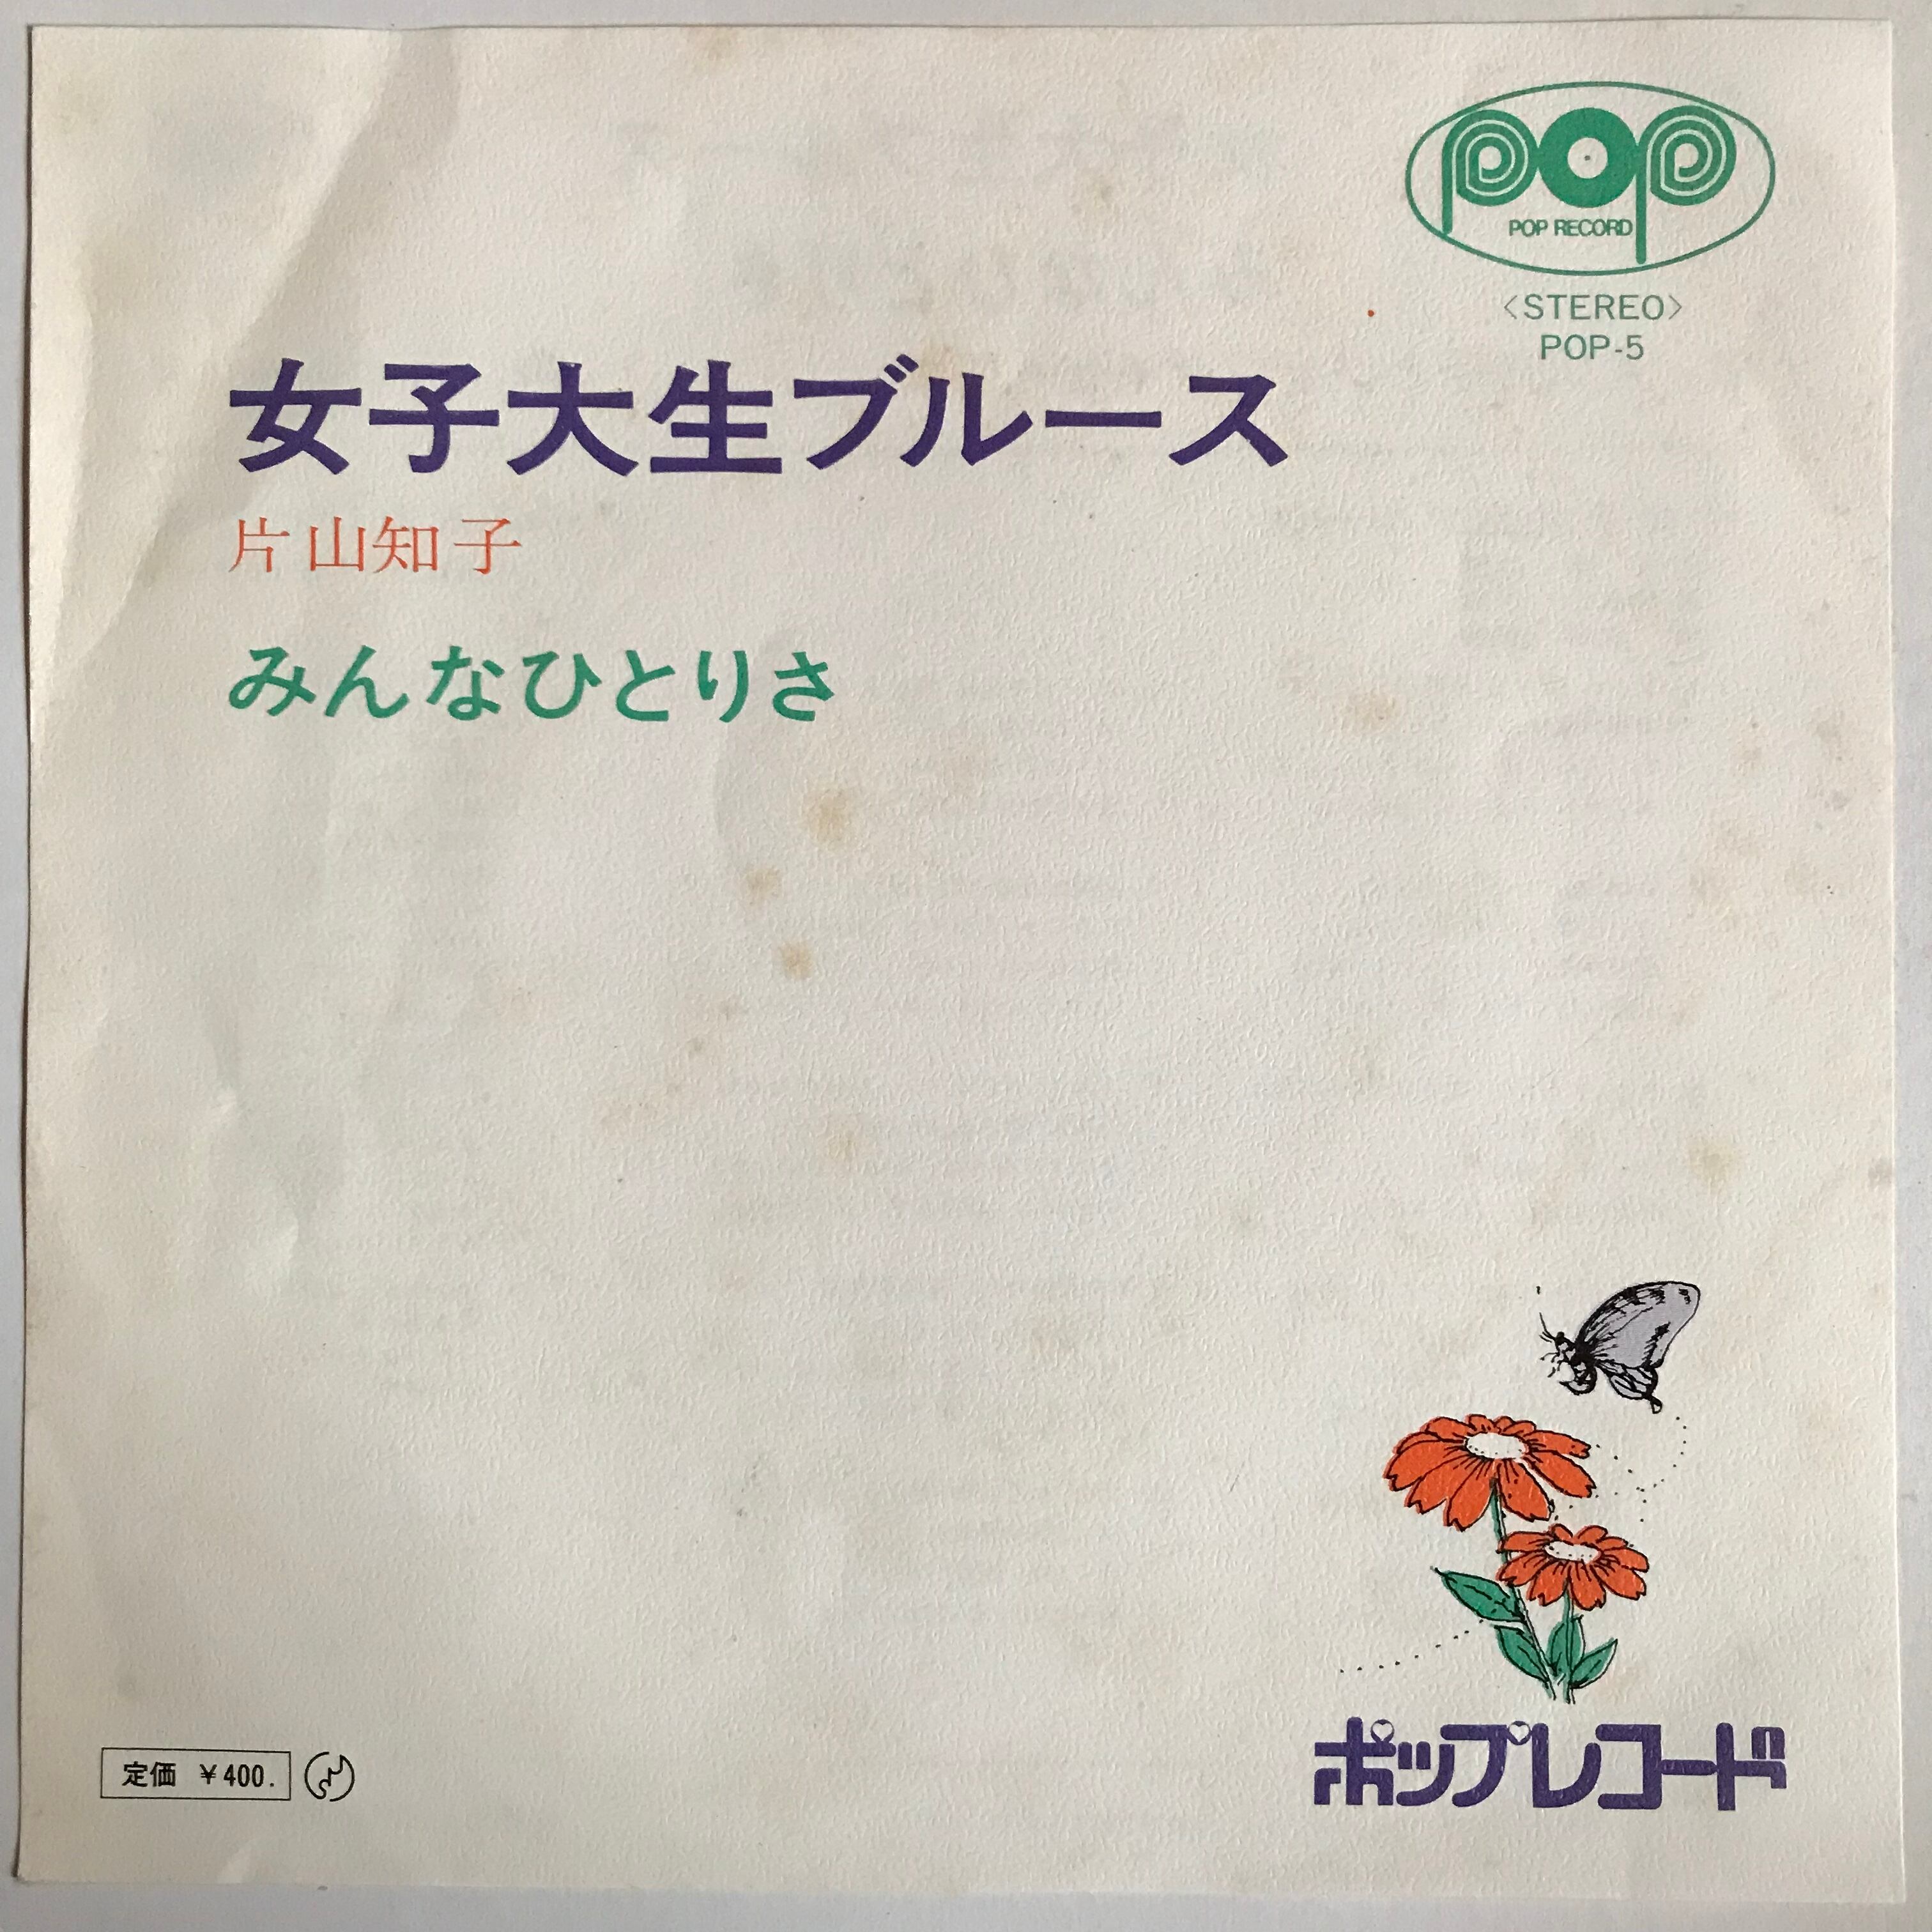 pop
POP RECORD
〈STEREO〉
POP-5
女子大生ブルース
片山知子
みんなひとりさ
定価 ¥400.
ポップレコード